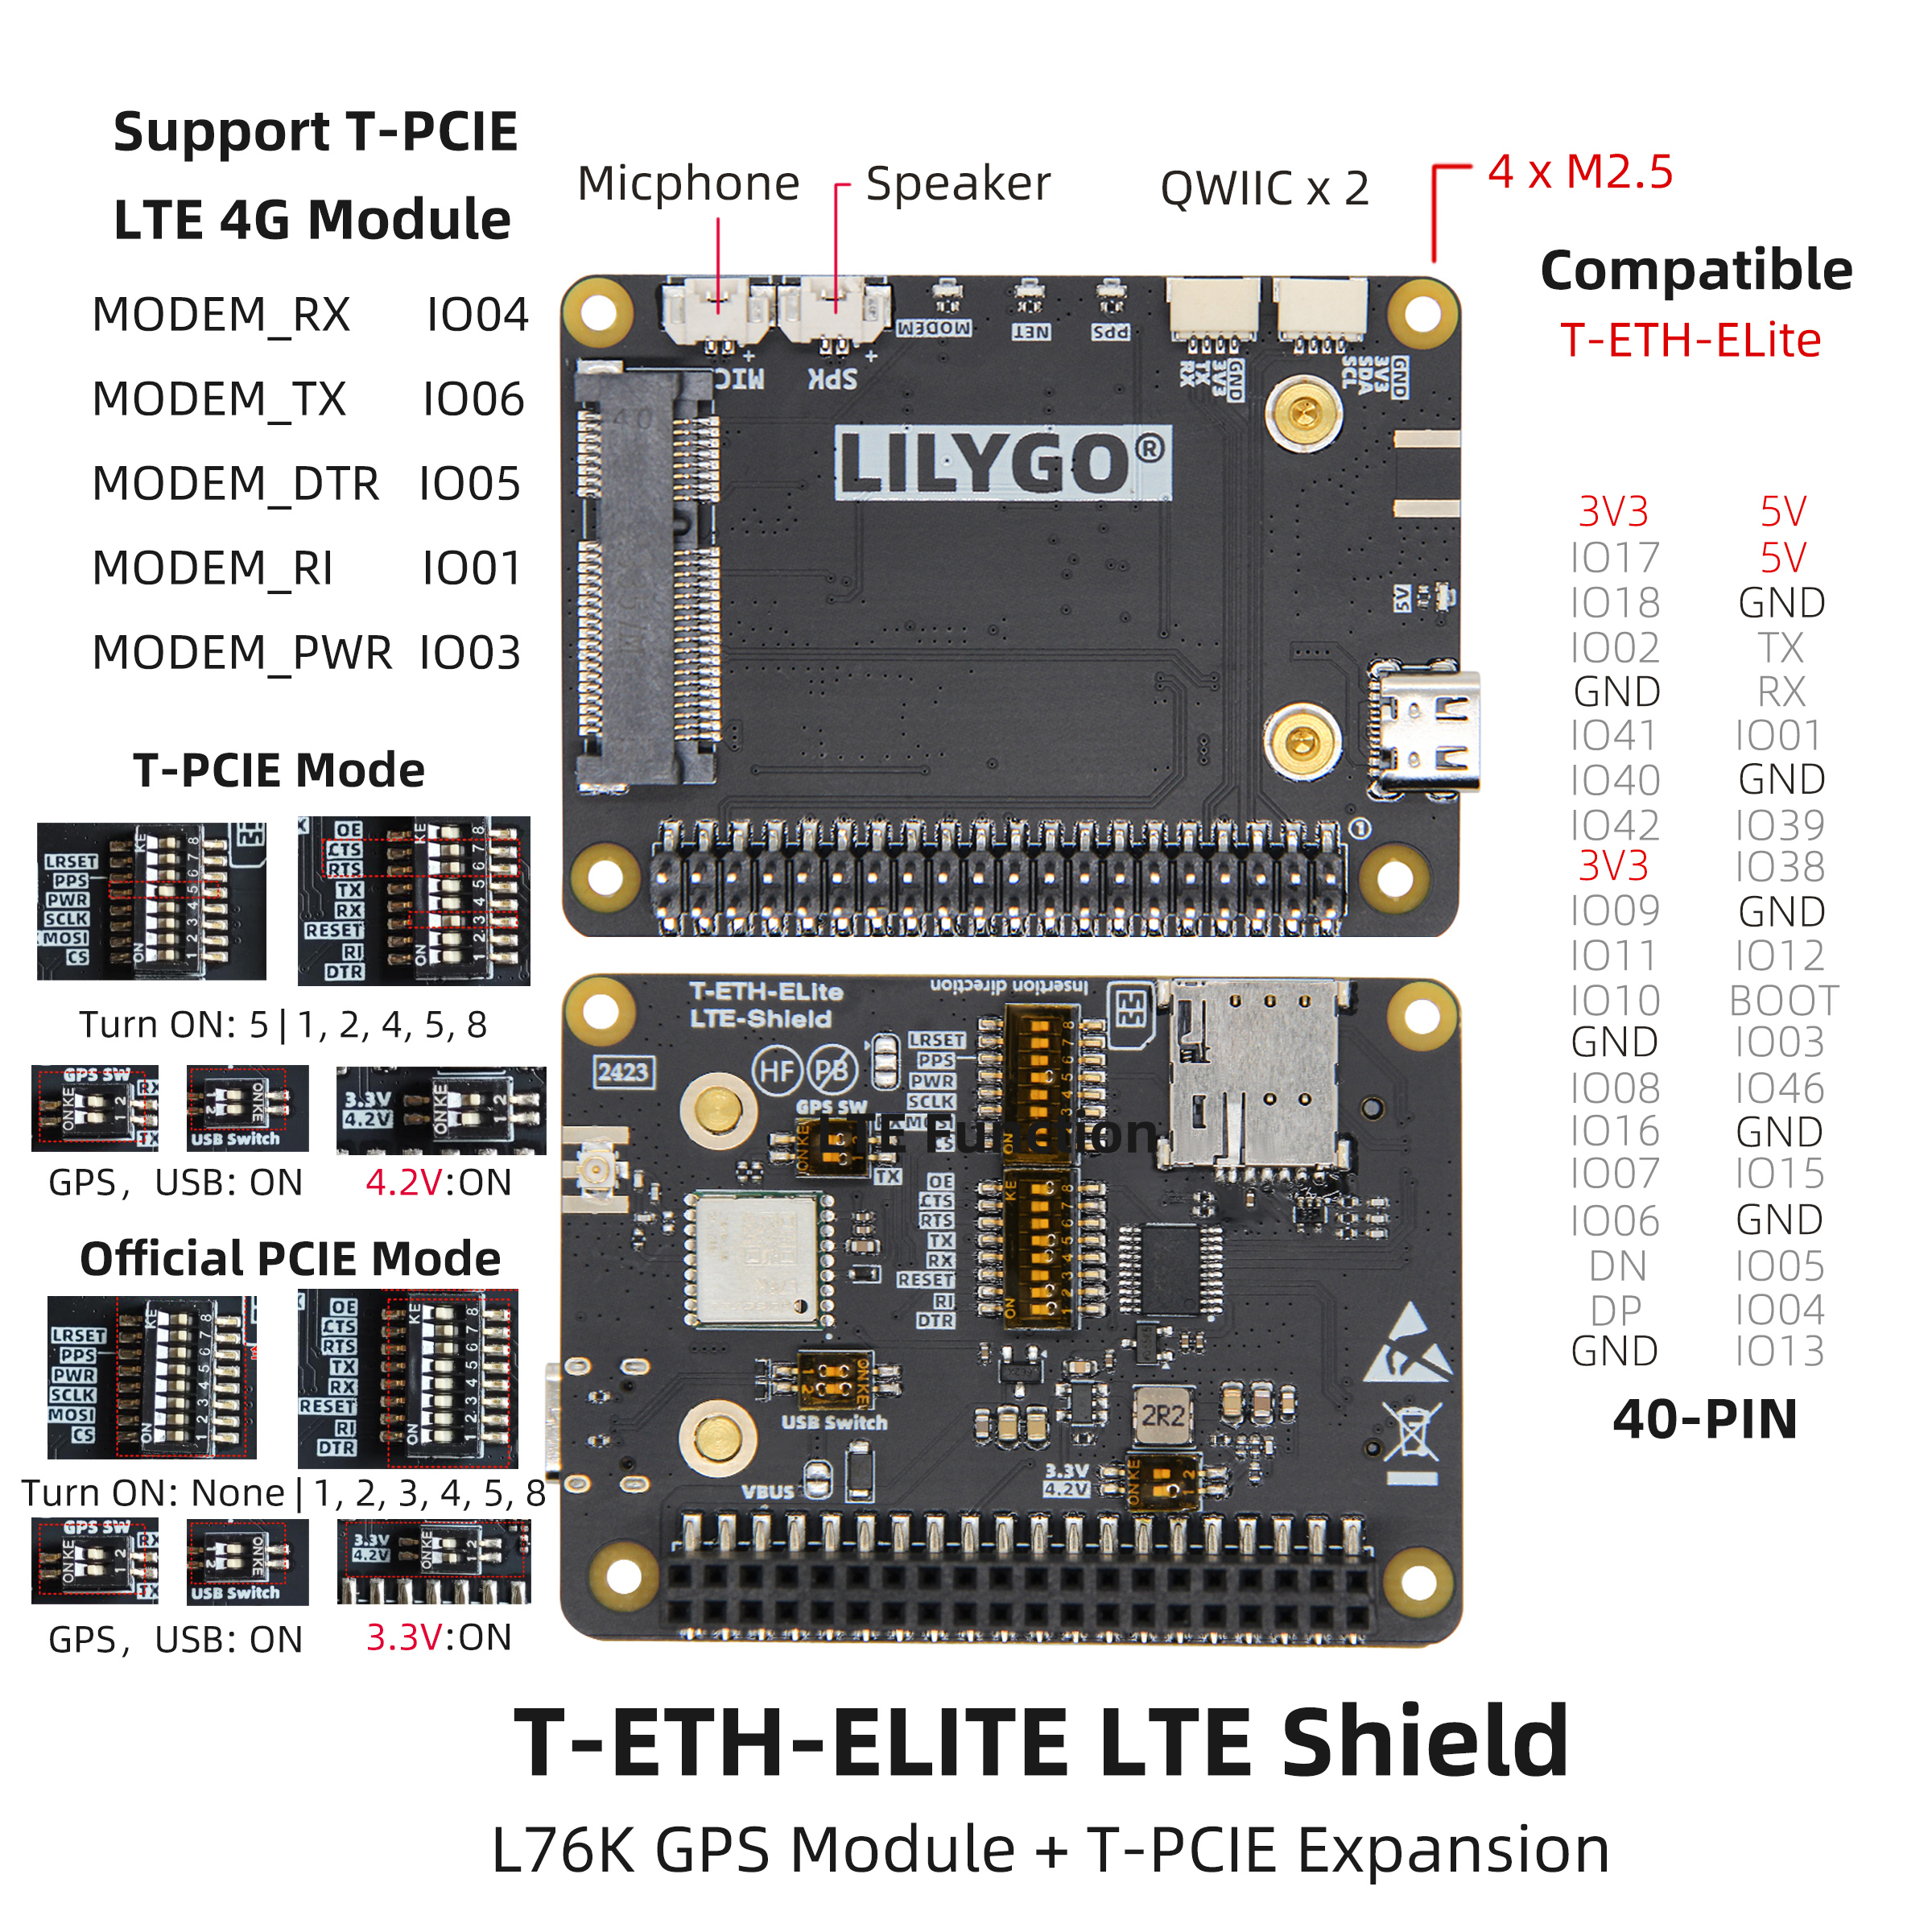 Support T-PCIE
LTE 4G Module
MODEM_RX IO04
MODEM_TX IO06
MODEM_DTR IO05
MODEM_RI IO01
MODEM_PWR IO03
Micphone
Speaker
QWIIC x 2
4 x M2.5
Compatible
T-ETH-ELite
MODEM
NET
PPS
MIC
+
SPK
+
RX
TX
3V3
GND
SCL
SDA
3V3
GND
LILYGO®
5V
1
3V3 5V
IO17 5V
IO18 GND
IO02 TX
GND RX
IO41 IO01
IO40 GND
IO42 IO39
3V3 IO38
IO09 GND
IO11 IO12
IO10 BOOT
GND IO03
IO08 IO46
IO16 GND
IO07 IO15
IO06 GND
DN IO05
DP IO04
GND IO13
40-PIN
T-PCIE Mode
LRSET
PPS
PWR
SCLK
MOSI
CS
ON KE
1 2 3 4 5 6 7 8
OE
CTS
RTS
TX
RX
RESET
RI
DTR
ON KE
1 2 3 4 5 6 7 8
Turn ON: 5 | 1, 2, 4, 5, 8
GPS SW
RX
TX
ONKE
1 2
USB Switch
ONKE
1 2
3.3V
4.2V
ONKE
1 2
GPS, USB: ON
4.2V:ON
Official PCIE Mode
LRSET
PPS
PWR
SCLK
MOSI
CS
ON KE
1 2 3 4 5 6 7 8
OE
CTS
RTS
TX
RX
RESET
RI
DTR
ON KE
1 2 3 4 5 6 7 8
Turn ON: None | 1, 2, 3, 4, 5, 8
GPS SW
RX
TX
ONKE
1 2
USB Switch
ONKE
1 2
3.3V
4.2V
ONKE
1 2
GPS, USB: ON
3.3V:ON
T-ETH-ELite
LTE-Shield
Insertion direction
2423
HF
PB
LRSET
PPS
PWR
SCLK
GPS SW
Function
TX
OE
CTS
RTS
TX
RX
RESET
RI
DTR
USB Switch
VBUS
2R2
3.3V
4.2V
T-ETH-ELITE LTE Shield
L76K GPS Module + T-PCIE Expansion